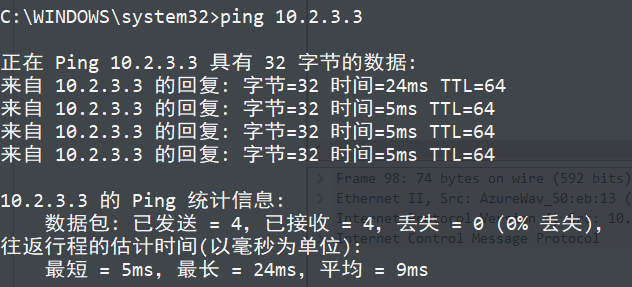 C:\WINDOWS\system32>ping 10.2.3.3
正在 Ping 10.2.3.3 具有 32 字节的数据:
来自 10.2.3.3 的回复: 字节=32 时间=24ms TTL=64
来自 10.2.3.3 的回复: 字节=32 时间=5ms TTL=64
来自 10.2.3.3 的回复: 字节=32 时间=5ms TTL=64
来自 10.2.3.3 的回复: 字节=32 时间=5ms TTL=64
> Frame 98: 74 bytes on wire (592 bits)
10.2.3.3 的 Ping 统计信息:
> Ethernet II, Src: AzureWav_50:eb:13 (
数据包: 已发送 = 4，已接收 = 4，丢失 = 0 (0% 丢失)，
往返行程的估计时间(以毫秒为单位):
Internet Control Message Protocol
最短 = 5ms，最长 = 24ms，平均 = 9ms